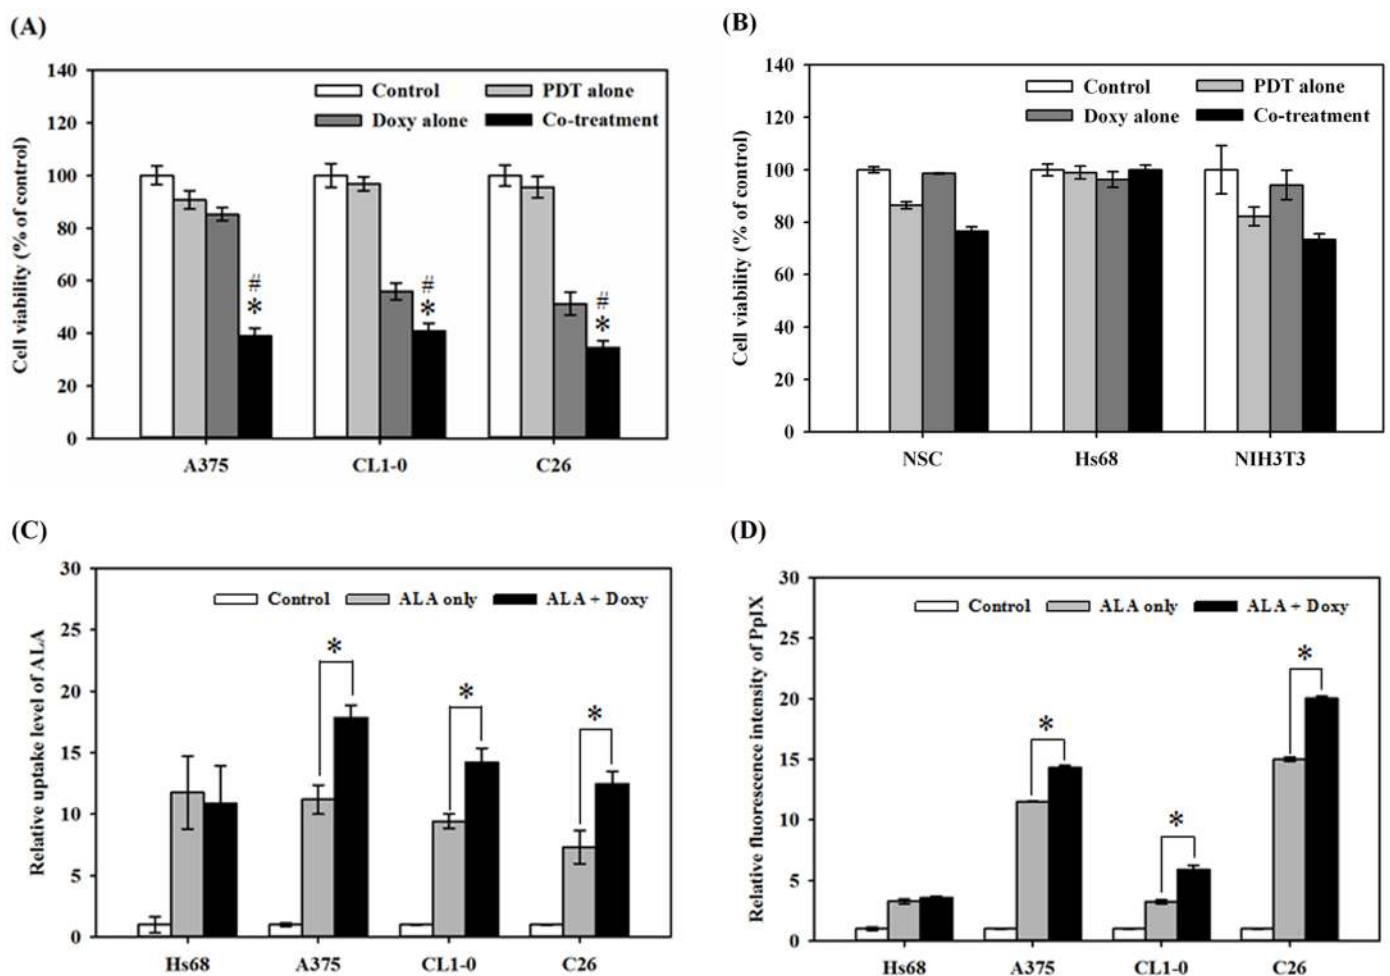 (A)
Cell viability (% of control)
140
120
100
80
60
40
20
0
Control
PDT alone
Doxy alone
Co-treatment
#
*
#
*
#
*
A375
CL1-0
C26
(B)
Cell viability (% of control)
140
120
100
80
60
40
20
0
Control
PDT alone
Doxy alone
Co-treatment
NSC
Hs68
NIH3T3
(C)
Relative uptake level of ALA
30
25
20
15
10
5
0
Control
ALA only
ALA + Doxy
*
*
*
Hs68
A375
CL1-0
C26
(D)
Relative fluorescence intensity of PpIX
30
25
20
15
10
5
0
Control
ALA only
ALA + Doxy
*
*
*
Hs68
A375
CL1-0
C26